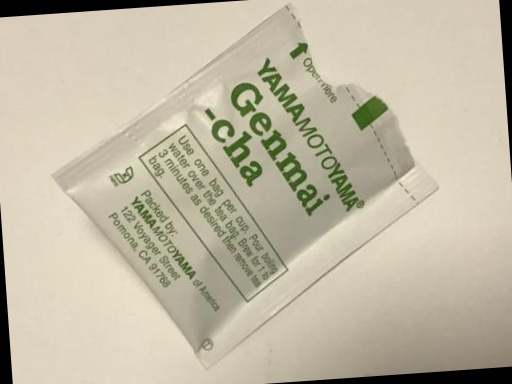 Open Here
YAMAMOTOYAMA®
Genmai
-cha
Use one bag per cup. Pour boiling
water over the tea bag. Brew for 1 to
3 minutes as desired then remove tea
bag.
Packed by:
YAMAMOTOYAMA of America
122 Voyager Street
Pomona, CA 91768